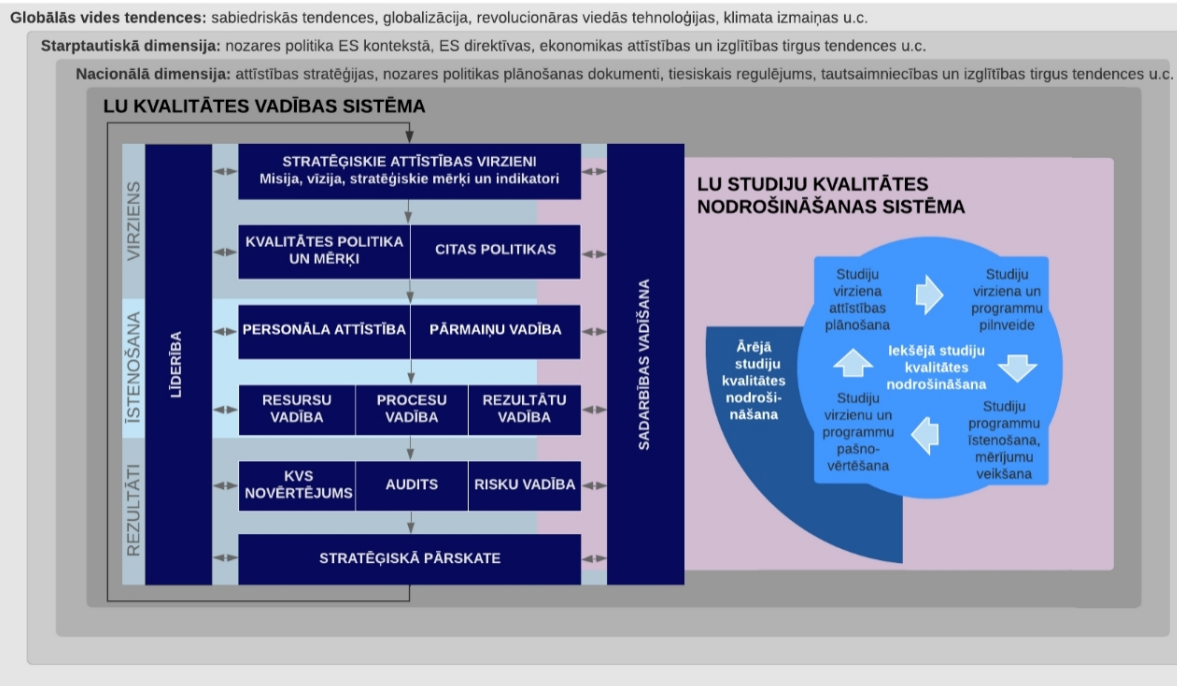 Globālās vides tendences: sabiedriskās tendences, globalizācija, revolucionāras viedās tehnoloģijas, klimata izmaiņas u.c.
Starptautiskā dimensija: nozares politika ES kontekstā, ES direktīvas, ekonomikas attīstības un izglītības tirgus tendences u.c.
Nacionālā dimensija: attīstības stratēģijas, nozares politikas plānošanas dokumenti, tiesiskais regulējums, tautsaimniecības un izglītības tirgus tendences u.c.
LU KVALITĀTES VADĪBAS SISTĒMA
VIRZIENS
ĪSTENOŠANA
REZULTĀTI
LĪDERĪBA
STRATĒĢISKIE ATTĪSTĪBAS VIRZIENI
Misija, vīzija, stratēģiskie mērķi un indikatori
KVALITĀTES POLITIKA
UN MĒRĶI
CITAS POLITIKAS
PERSONĀLA ATTĪSTĪBA
PĀRMAIŅU VADĪBA
RESURSU
VADĪBA
PROCESU
VADĪBA
REZULTĀTU
VADĪBA
KVS
NOVĒRTĒJUMS
AUDITS
RISKU VADĪBA
STRATĒĢISKĀ PĀRSKATE
SADARBĪBAS VADĪŠANA
LU STUDIJU KVALITĀTES
NODROŠINĀŠANAS SISTĒMA
Ārējā
studiju
kvalitātes
nodroši-
nāšana
Studiju
virziena
attīstības
plānošana
Studiju
virziena un
programmu
pilnveide
Iekšējā studiju
kvalitātes
nodrošināšana
Studiju
virzienu un
programmu
pašno-
vērtēšana
Studiju
programmu
īstenošana,
mērījumu
veikšana